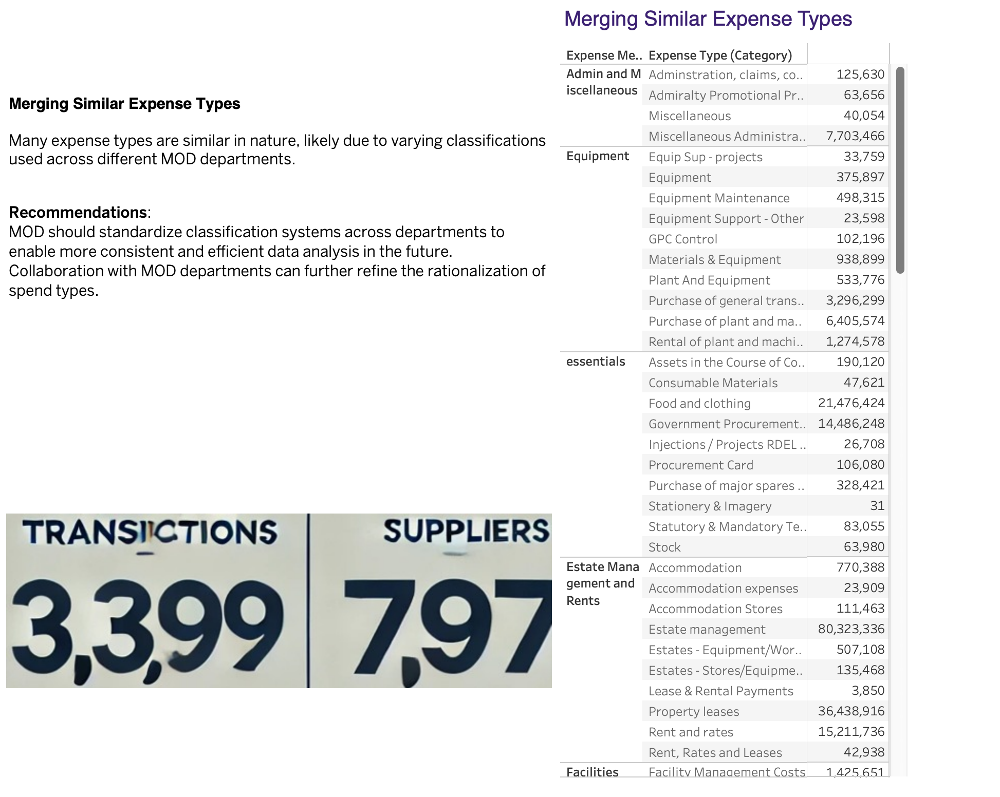 Merging Similar Expense Types
Many expense types are similar in nature, likely due to varying classifications
used across different MOD departments.
Recommendations:
MOD should standardize classification systems across departments to
enable more consistent and efficient data analysis in the future.
Collaboration with MOD departments can further refine the rationalization of
spend types.
TRANSIICTIONS
3,3,99
SUPPLIERS
7,97
Merging Similar Expense Types
Expense Me.. Expense Type (Category)
Admin and M Adminstration, claims, co.. 125,630
iscellaneous Admiralty Promotional Pr.. 63,656
Miscellaneous 40,054
Miscellaneous Administra.. 7,703,466
Equipment Equip Sup - projects 33,759
Equipment 375,897
Equipment Maintenance 498,315
Equipment Support - Other 23,598
GPC Control 102,196
Materials & Equipment 938,899
Plant And Equipment 533,776
Purchase of general trans.. 3,296,299
Purchase of plant and ma.. 6,405,574
Rental of plant and machi.. 1,274,578
essentials Assets in the Course of Co.. 190,120
Consumable Materials 47,621
Food and clothing 21,476,424
Government Procurement.. 14,486,248
Injections / Projects RDEL .. 26,708
Procurement Card 106,080
Purchase of major spares .. 328,421
Stationery & Imagery 31
Statutory & Mandatory Te.. 83,055
Stock 63,980
Estate Mana Accommodation 770,388
gement and Accommodation expenses 23,909
Rents Accommodation Stores 111,463
Estate management 80,323,336
Estates - Equipment/Wor.. 507,108
Estates - Stores/Equipme.. 135,468
Lease & Rental Payments 3,850
Property leases 36,438,916
Rent and rates 15,211,736
Rent, Rates and Leases 42,938
Facilities Facility Management Costs 1,425,651